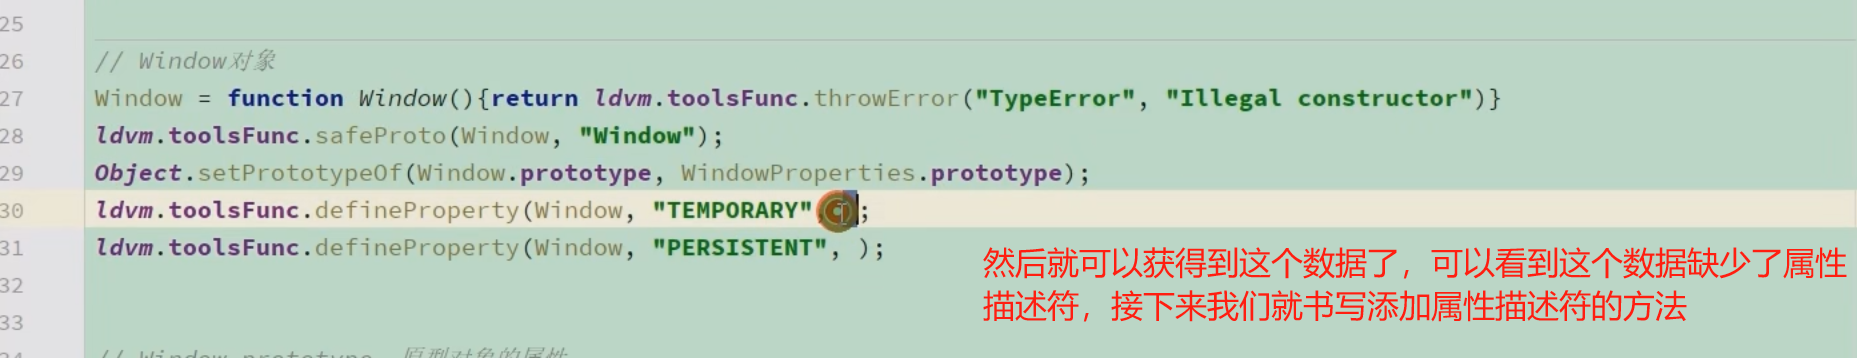 25
26 // Window对象
27 Window = function Window(){return ldvm.toolsFunc.throwError("TypeError", "Illegal constructor")}
28 ldvm.toolsFunc.safeProto(Window, "Window");
29 Object.setPrototypeOf(Window.prototype, WindowProperties.prototype);
30 ldvm.toolsFunc.defineProperty(Window, "TEMPORARY", );
31 ldvm.toolsFunc.defineProperty(Window, "PERSISTENT", );
然后就可以获得到这个数据了，可以看到这个数据缺少了属性
描述符，接下来我们就书写添加属性描述符的方法
32
33
34 // Window.prototype 原型对象的属性